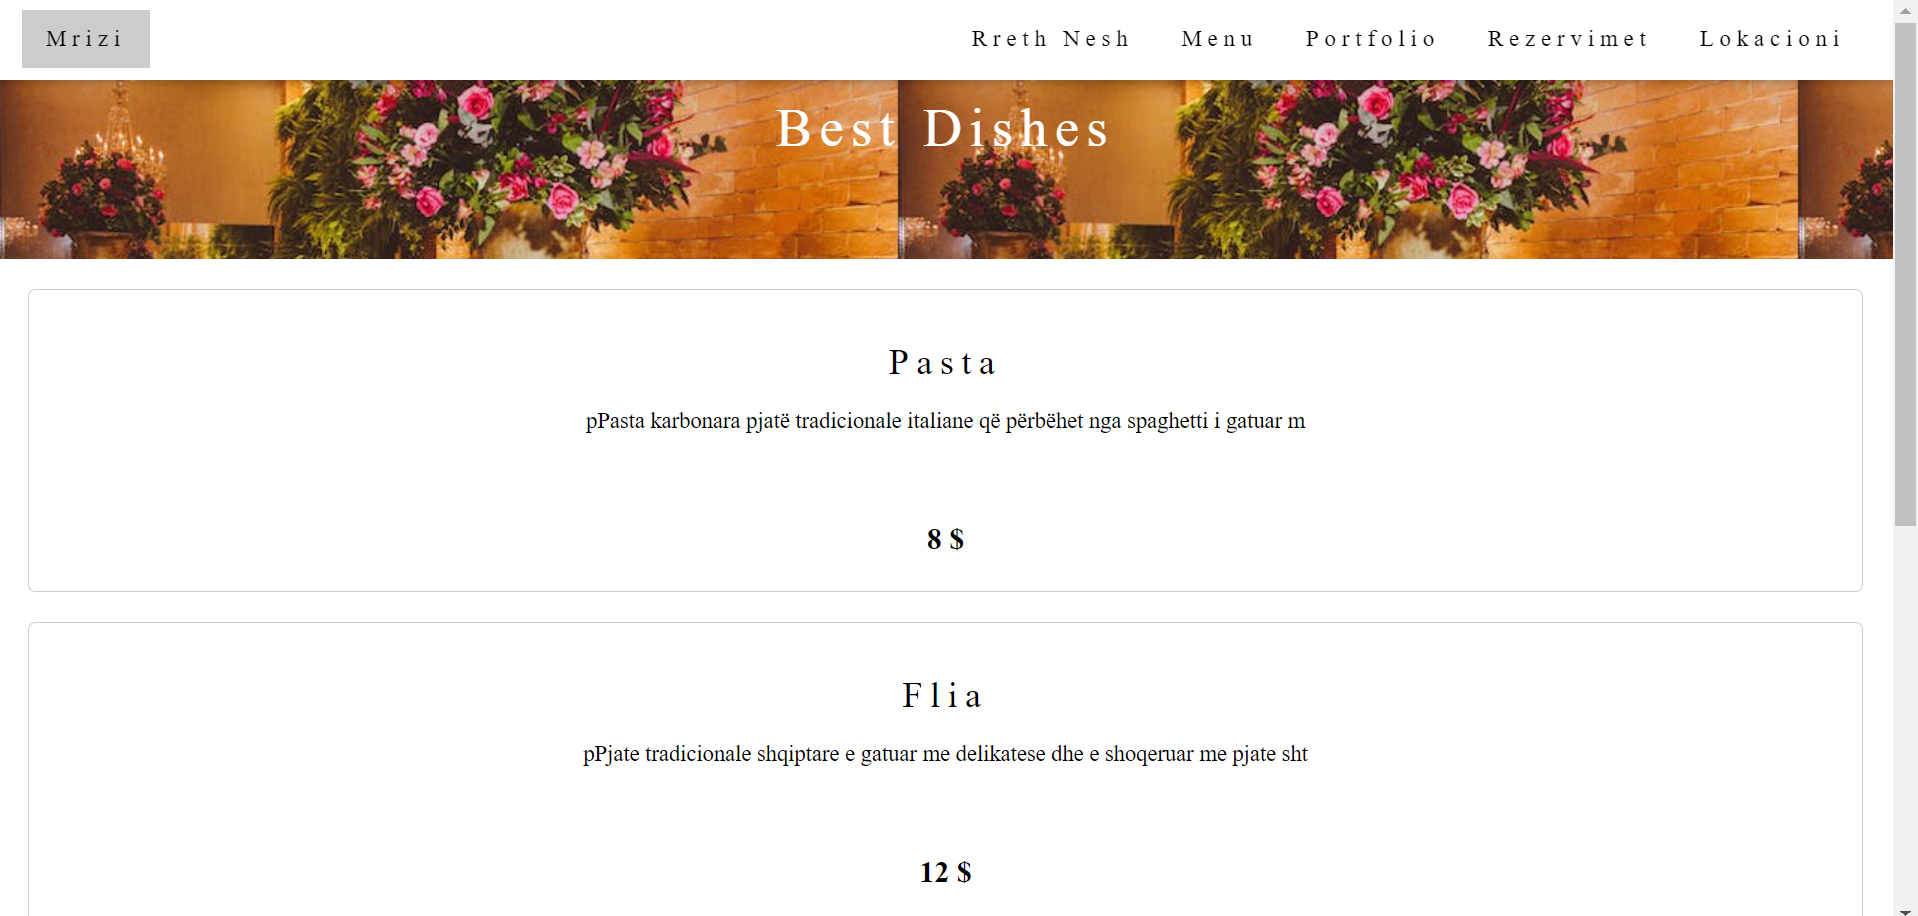 Mrizi
Rreth Nesh Menu Portfolio Rezervimet Lokacioni
Best Dishes
Pasta
pPasta karbonara pjatë tradicionale italiane që përbëhet nga spaghetti i gatuar m
8 $
Flia
pPjate tradicionale shqiptare e gatuar me delikatese dhe e shoqeruar me pjate sht
12 $